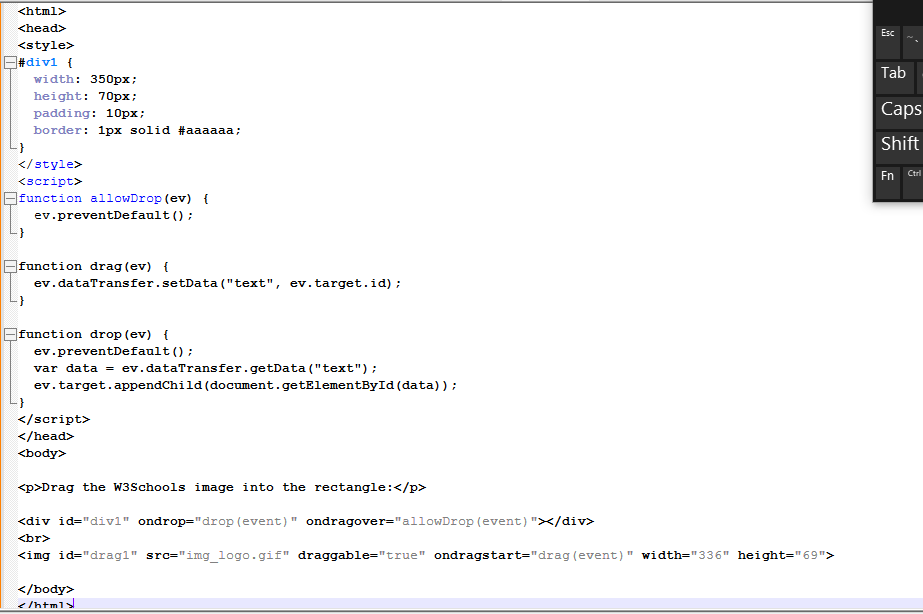 <html>
<head>
<style>
#div1 {
  width: 350px;
  height: 70px;
  padding: 10px;
  border: 1px solid #aaaaaa;
}
</style>
<script>
function allowDrop(ev) {
  ev.preventDefault();
}

function drag(ev) {
  ev.dataTransfer.setData("text", ev.target.id);
}

function drop(ev) {
  ev.preventDefault();
  var data = ev.dataTransfer.getData("text");
  ev.target.appendChild(document.getElementById(data));
}
</script>
</head>
<body>

<p>Drag the W3Schools image into the rectangle:</p>

<div id="div1" ondrop="drop(event)" ondragover="allowDrop(event)"></div>
<br>
<img id="drag1" src="img_logo.gif" draggable="true" ondragstart="drag(event)" width="336" height="69">

</body>
</html>
Esc ~ `
Tab
Caps
Shift
Fn Ctrl